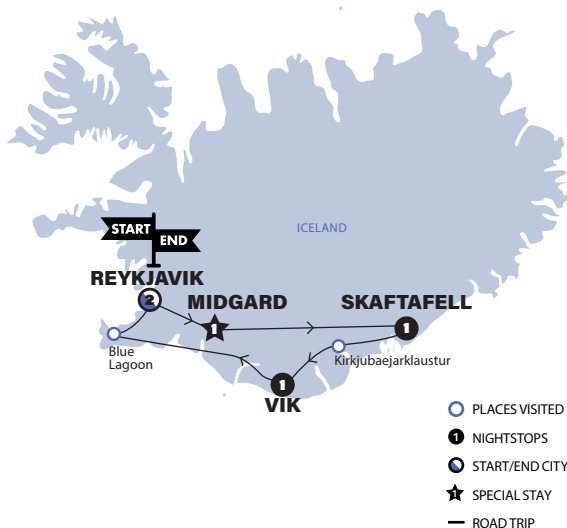 START
END
ICELAND
REYKJAVIK
2
MIDGARD
1
SKAFTAFELL
1
Blue
Lagoon
Kirkjubaejarklaustur
1
VIK
PLACES VISITED
1 NIGHTSTOPS
START/END CITY
1 SPECIAL STAY
ROAD TRIP